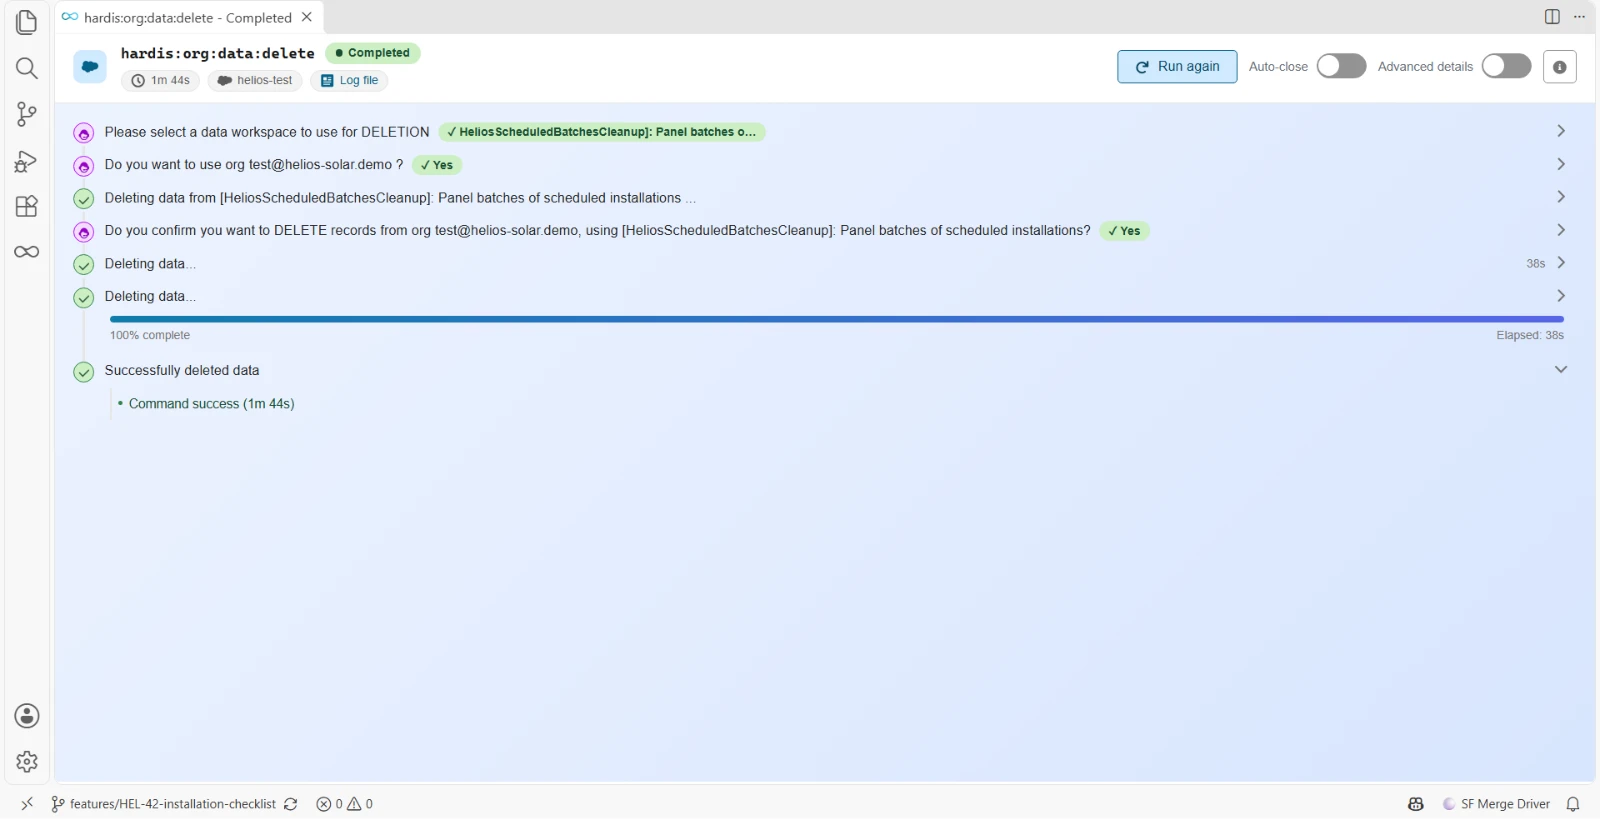 hardis:org:data:delete - Completed
hardis:org:data:delete
Completed
1m 44s
helios-test
Log file
Run again
Auto-close
Advanced details
Please select a data workspace to use for DELETION
✓ HeliosScheduledBatchesCleanup]: Panel batches o...
Do you want to use org test@helios-solar.demo ?
✓ Yes
Deleting data from [HeliosScheduledBatchesCleanup]: Panel batches of scheduled installations ...
Do you confirm you want to DELETE records from org test@helios-solar.demo, using [HeliosScheduledBatchesCleanup]: Panel batches of scheduled installations?
✓ Yes
Deleting data...
38s
Deleting data...
100% complete
Elapsed: 38s
Successfully deleted data
• Command success (1m 44s)
features/HEL-42-installation-checklist
0
0
SF Merge Driver